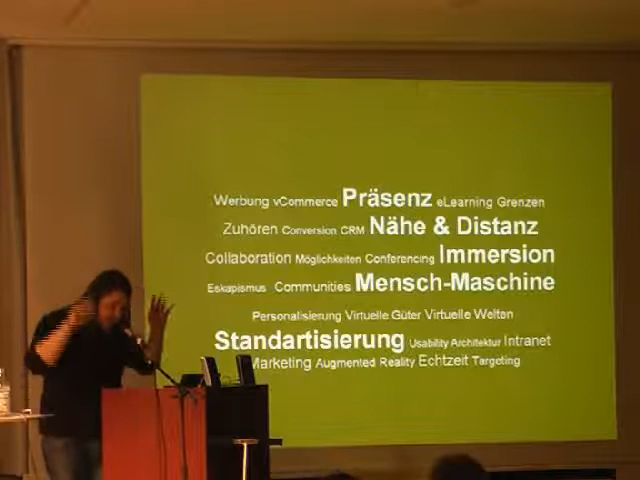 Werbung vCommerce Präsenz eLearning Grenzen
Zuhören Conversion CRM Nähe & Distanz
Collaboration Möglichkeiten Conferencing Immersion
Eskapismus Communities Mensch-Maschine
Personalisierung Virtuelle Güter Virtuelle Welten
Standartisierung Usability Architektur Intranet
Marketing Augmented Reality Echtzeit Targeting